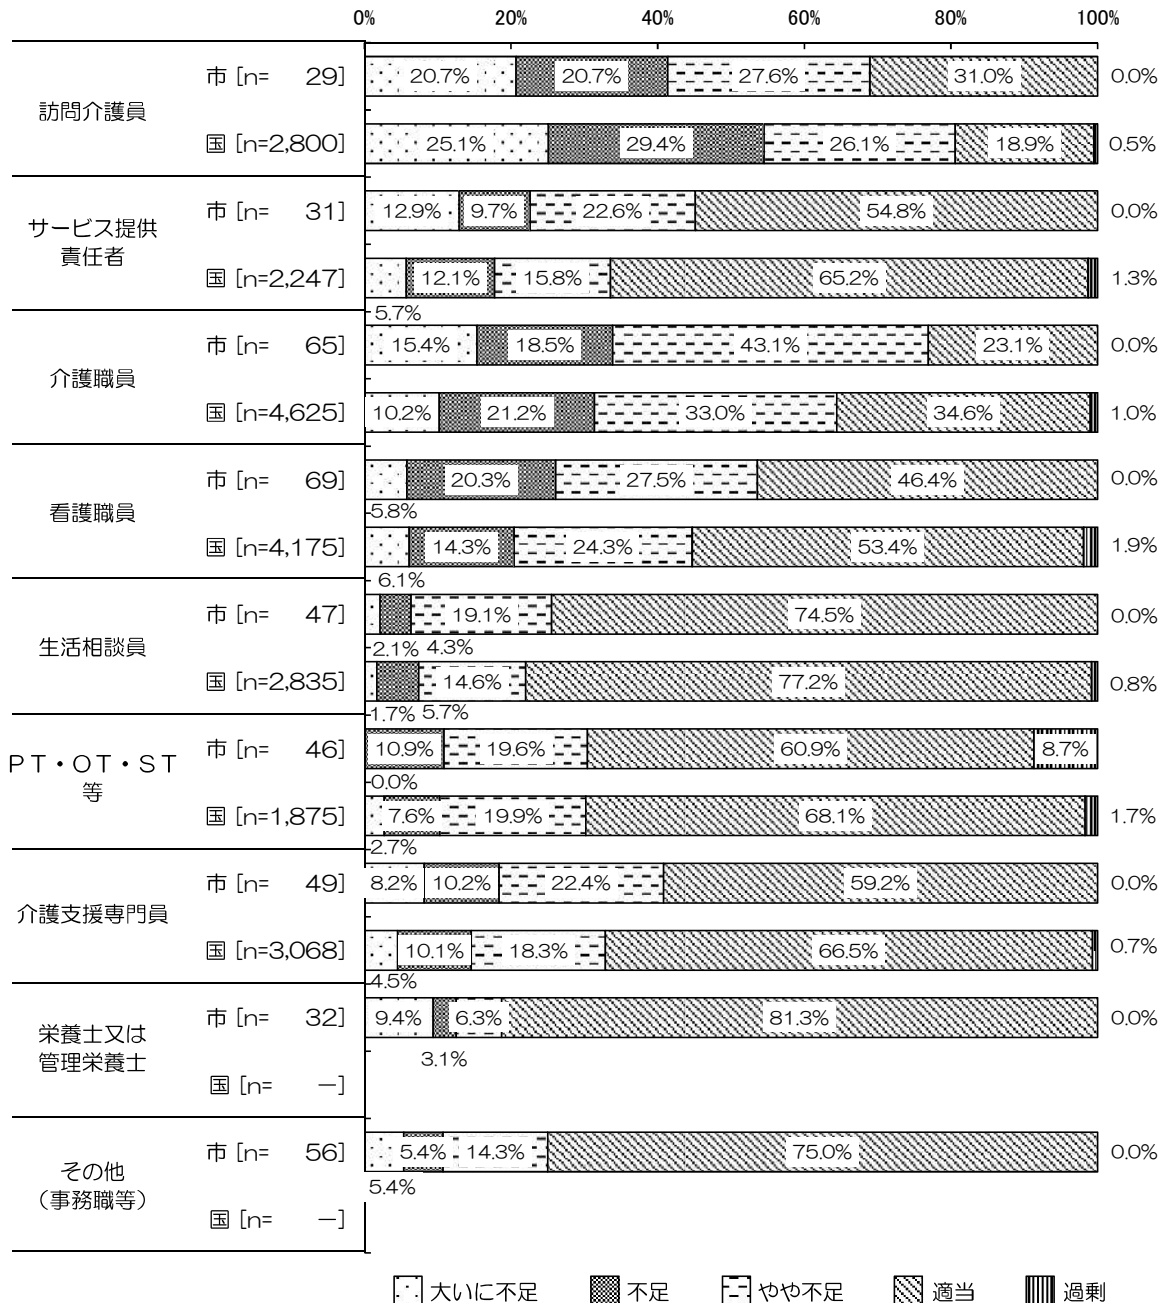 0% 20% 40% 60% 80% 100%
訪問介護員
市 [n= 29] 20.7% 20.7% 27.6% 31.0% 0.0%
国 [n=2,800] 25.1% 29.4% 26.1% 18.9% 0.5%
サービス提供
責任者
市 [n= 31] 12.9% 9.7% 22.6% 54.8% 0.0%
国 [n=2,247] 12.1% 15.8% 65.2% 1.3%
5.7%
介護職員
市 [n= 65] 15.4% 18.5% 43.1% 23.1% 0.0%
国 [n=4,625] 10.2% 21.2% 33.0% 34.6% 1.0%
看護職員
市 [n= 69] 20.3% 27.5% 46.4% 0.0%
5.8%
国 [n=4,175] 14.3% 24.3% 53.4% 1.9%
6.1%
生活相談員
市 [n= 47] 19.1% 74.5% 0.0%
2.1% 4.3%
国 [n=2,835] 14.6% 77.2% 0.8%
1.7% 5.7%
ＰＴ・ＯＴ・ＳＴ
等
市 [n= 46] 10.9% 19.6% 60.9% 8.7%
0.0%
国 [n=1,875] 7.6% 19.9% 68.1% 1.7%
2.7%
介護支援専門員
市 [n= 49] 8.2% 10.2% 22.4% 59.2% 0.0%
国 [n=3,068] 10.1% 18.3% 66.5% 0.7%
4.5%
栄養士又は
管理栄養士
市 [n= 32] 9.4% 6.3% 81.3% 0.0%
3.1%
国 [n= －]
その他
（事務職等）
市 [n= 56] 5.4% 14.3% 75.0% 0.0%
5.4%
国 [n= －]
大いに不足 不足 やや不足 適当 過剰